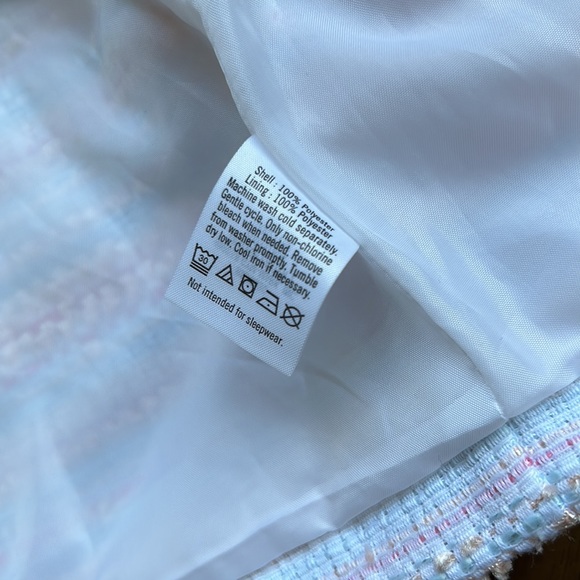 Shell : 100% Polyester
Lining : 100% Polyester
Machine wash cold separately.
Gentle cycle. Only non-chlorine
bleach when needed. Remove
from washer promptly. Tumble
dry low. Cool iron if necessary.
30
Not intended for sleepwear.